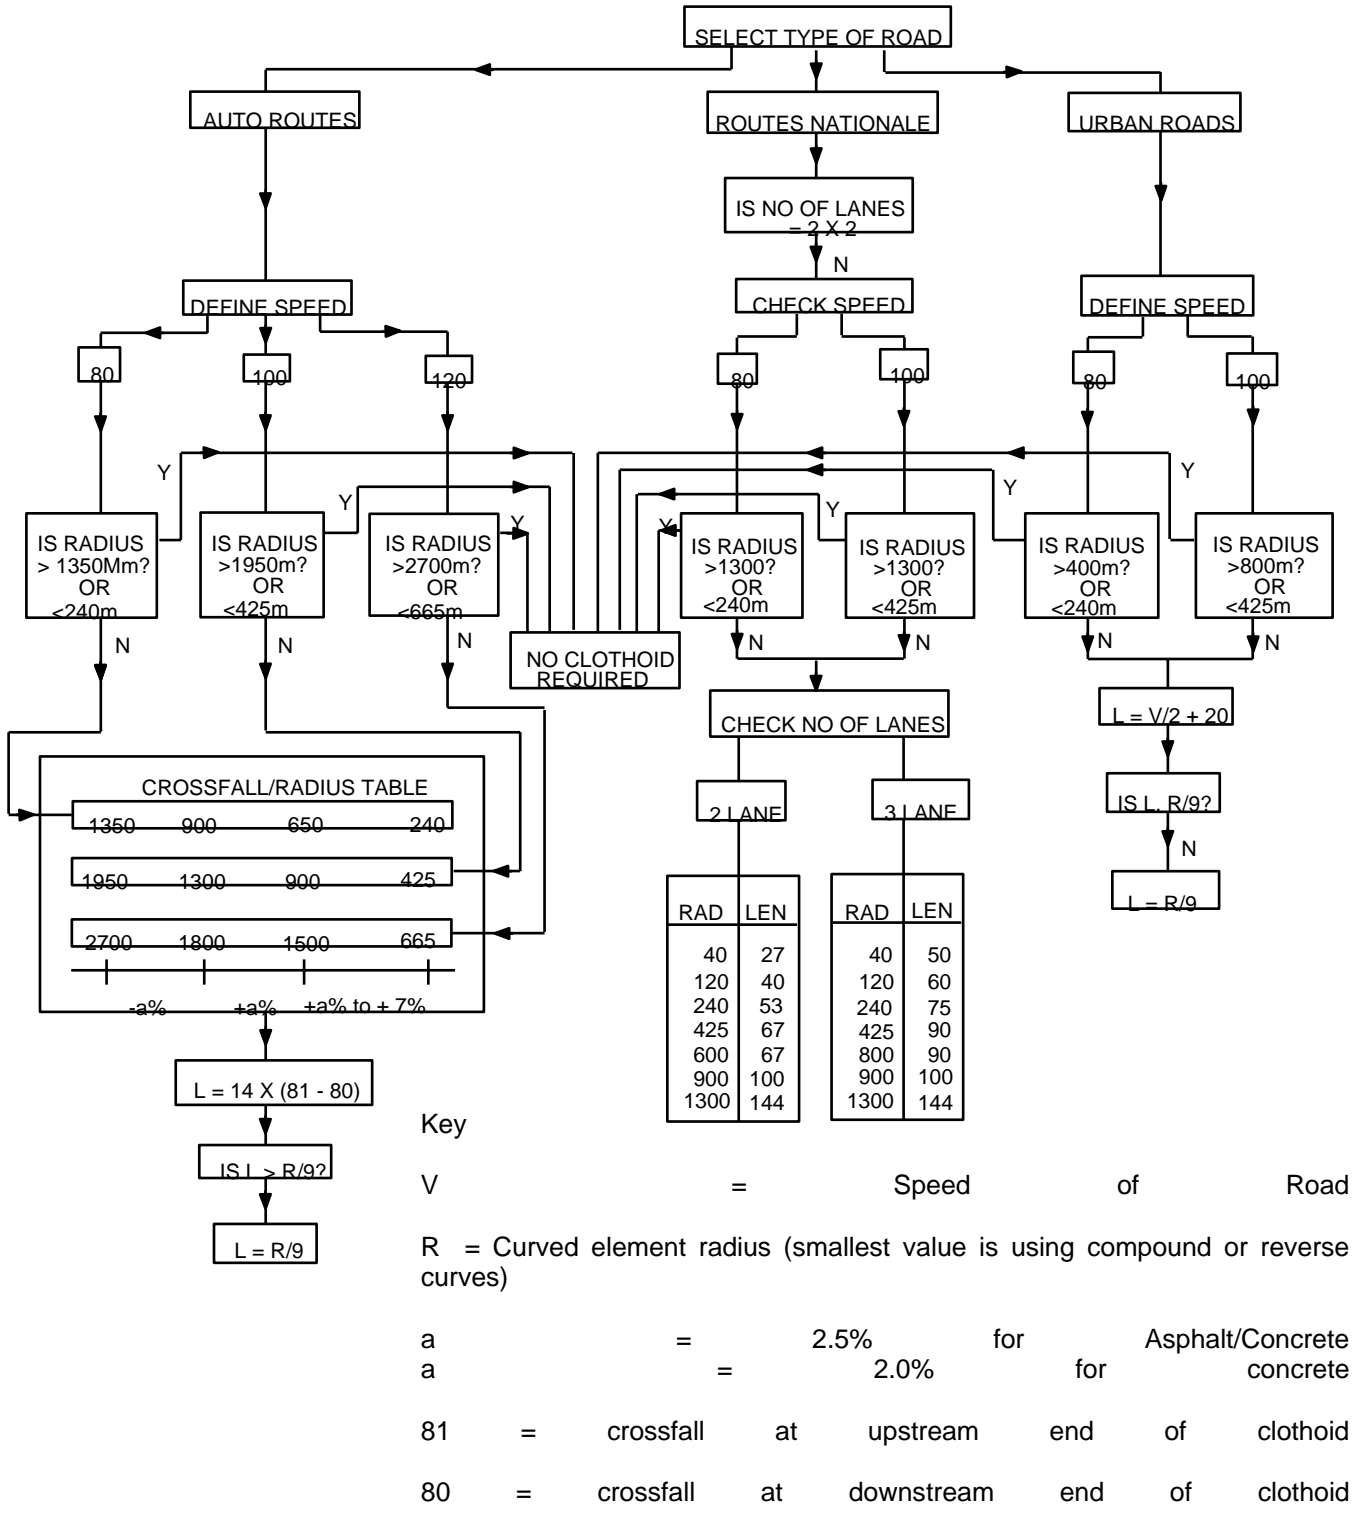 SELECT TYPE OF ROAD
AUTO ROUTES
ROUTES NATIONALE
URBAN ROADS
IS NO OF LANES
= 2 X 2
N
DEFINE SPEED
CHECK SPEED
DEFINE SPEED
80
100
120
80
100
80
100
Y
Y
Y
Y
Y
Y
Y
IS RADIUS
> 1350Mm?
OR
<240m
IS RADIUS
>1950m?
OR
<425m
IS RADIUS
>2700m?
OR
<665m
IS RADIUS
>1300?
OR
<240m
IS RADIUS
>1300?
OR
<425m
IS RADIUS
>400m?
OR
<240m
IS RADIUS
>800m?
OR
<425m
N
N
N
N
N
N
N
NO CLOTHOID
REQUIRED
CHECK NO OF LANES
L = V/2 + 20
IS L. R/9?
N
L = R/9
CROSSFALL/RADIUS TABLE
1350 900 650 240
1950 1300 900 425
2700 1800 1500 665
-a% +a% +a% to + 7%
L = 14 X (81 - 80)
IS L > R/9?
L = R/9
2 LANE
RAD LEN
40 27
120 40
240 53
425 67
600 67
900 100
1300 144
3 LANE
RAD LEN
40 50
120 60
240 75
425 90
800 90
900 100
1300 144
Key
V = Speed of Road
R = Curved element radius (smallest value is using compound or reverse
curves)
a = 2.5% for Asphalt/Concrete
a = 2.0% for concrete
81 = crossfall at upstream end of clothoid
80 = crossfall at downstream end of clothoid